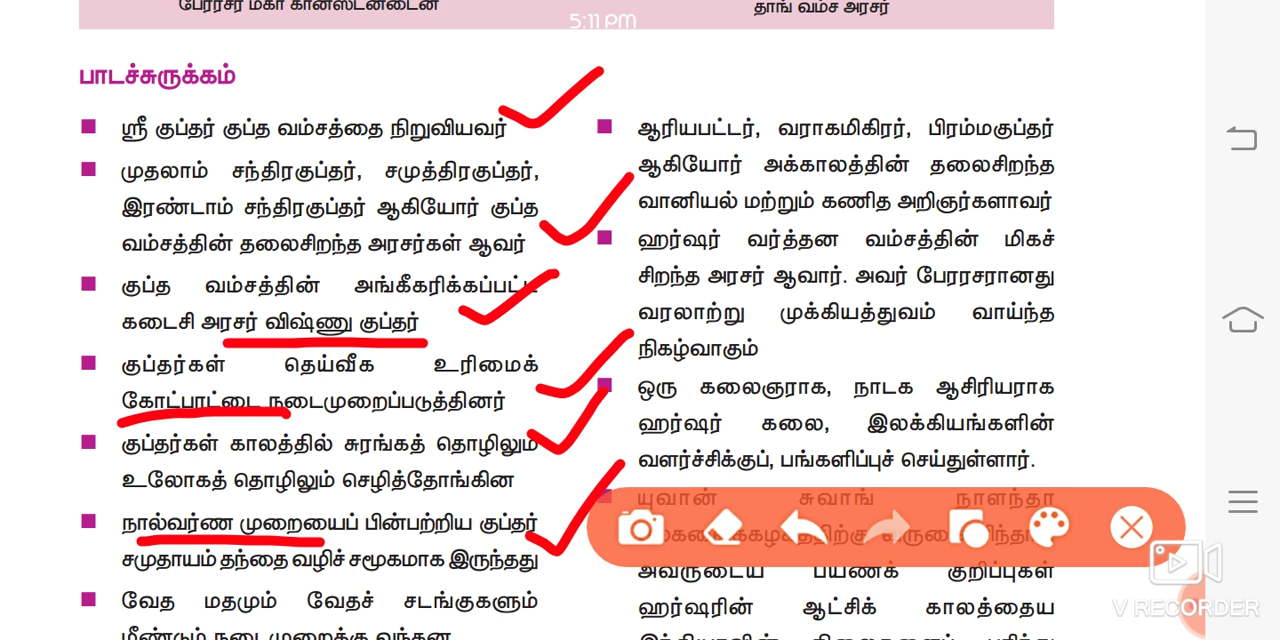 பேரரசர் மகா கான்ஸ்டன்டைன்
தாங் வம்ச அரசர்
5:11 PM
பாடச்சுருக்கம்
ஸ்ரீ குப்தர் குப்த வம்சத்தை நிறுவியவர்
முதலாம் சந்திரகுப்தர், சமுத்திரகுப்தர்,
இரண்டாம் சந்திரகுப்தர் ஆகியோர் குப்த
வம்சத்தின் தலைசிறந்த அரசர்கள் ஆவர்
குப்த வம்சத்தின் அங்கீகரிக்கப்பட்ட
கடைசி அரசர் விஷ்ணு குப்தர்
குப்தர்கள் தெய்வீக உரிமைக்
கோட்பாட்டை நடைமுறைப்படுத்தினர்
குப்தர்கள் காலத்தில் சுரங்கத் தொழிலும்
உலோகத் தொழிலும் செழித்தோங்கின
நால்வர்ண முறையைப் பின்பற்றிய குப்தர்
சமுதாயம் தந்தை வழிச் சமூகமாக இருந்தது
வேத மதமும் வேதச் சடங்குகளும்
மீண்டும் நடைமுறைக்கு வந்தன
ஆரியபட்டர், வராகமிகிரர், பிரம்மகுப்தர்
ஆகியோர் அக்காலத்தின் தலைசிறந்த
வானியல் மற்றும் கணித அறிஞர்களாவர்
ஹர்ஷர் வர்த்தன வம்சத்தின் மிகச்
சிறந்த அரசர் ஆவார். அவர் பேரரசரானது
வரலாற்று முக்கியத்துவம் வாய்ந்த
நிகழ்வாகும்
ஒரு கலைஞராக, நாடக ஆசிரியராக
ஹர்ஷர் கலை, இலக்கியங்களின்
வளர்ச்சிக்குப், பங்களிப்புச் செய்துள்ளார்.
யுவான் சுவாங் நாளந்தா
அவருடைய பயணக் குறிப்புகள்
ஹர்ஷரின் ஆட்சிக் காலத்தைய
V RECORDER